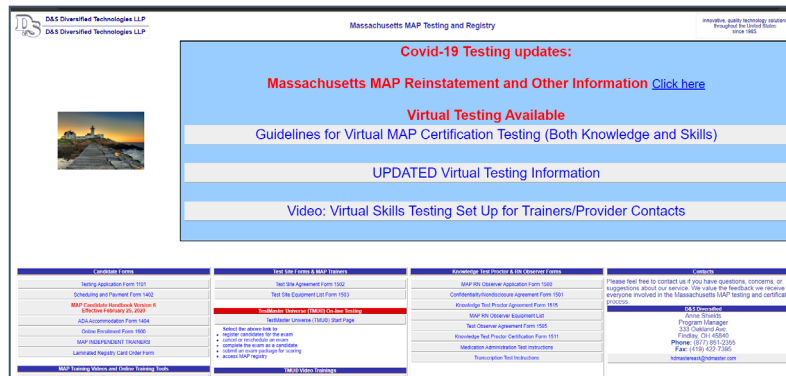 D&S Diversified Technologies LLP
D&S Diversified Technologies LLP
Massachusetts MAP Testing and Registry
Innovative, quality technology solutions
throughout the United States
since 1985
Covid-19 Testing updates:
Massachusetts MAP Reinstatement and Other Information Click here
Virtual Testing Available
Guidelines for Virtual MAP Certification Testing (Both Knowledge and Skills)
UPDATED Virtual Testing Information
Video: Virtual Skills Testing Set Up for Trainers/Provider Contacts
Candidate Forms
Testing Application Form 1101
Scheduling and Payment Form 1402
MAP Candidate Handbook Version 6
Effective February 25, 2020
ADA Accommodation Form 1404
Online Enrollment Form 1500
MAP INDEPENDENT TRAINERS
Laminated Registry Card Order Form
MAP Training Videos and Online Training Tools
Test Site Forms & MAP Trainers
Test Site Agreement Form 1502
Test Site Equipment List Form 1503
TestMaster Universe (TMU©) On-line Testing
TestMaster Universe (TMU©) Start Page
Select the above link to
register candidates for the exam
cancel or reschedule an exam
complete the exam as a candidate
submit an exam package for scoring
access MAP registry
TMU© Video Trainings
Knowledge Test Proctor & RN Observer Forms
MAP RN Observer Application Form 1500
Confidentiality/Nondisclosure Agreement Form 1501
Knowledge Test Proctor Agreement Form 1515
MAP RN Observer Equipment List
Test Observer Agreement Form 1505
Knowledge Test Proctor Certification Form 1511
Medication Administration Test Instructions
Transcription Test Instructions
Contacts
Please feel free to contact us if you have questions, concerns, or
suggestions about our service. We value the feedback we receive
everyone involved in the Massachusetts MAP testing and certificat
process.
D&S Diversified
Anne Shields
Program Manager
333 Oakland Ave.
Findlay, OH 45840
Phone: (877) 851-2355
Fax: (419) 422-7395
hdmastereast@hdmaster.com